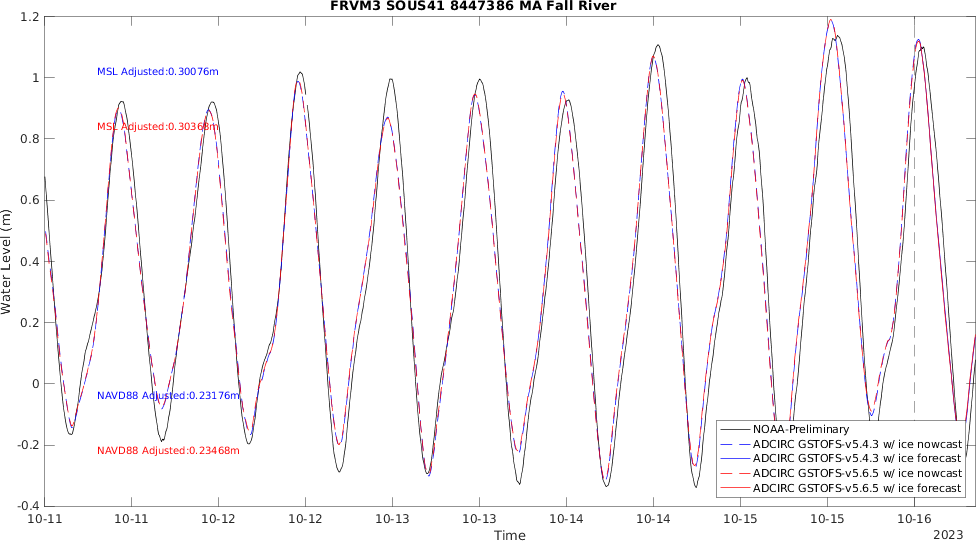 FRVM3 SOUS41 8447386 MA Fall River
1.2
1
0.8
0.6
0.4
0.2
0
-0.2
-0.4
Water Level (m)
MSL Adjusted:0.30076m
MSL Adjusted:0.30368m
NAVD88 Adjusted:0.23176m
NAVD88 Adjusted:0.23468m
NOAA-Preliminary
ADCIRC GSTOFS-v5.4.3 w/ ice nowcast
ADCIRC GSTOFS-v5.4.3 w/ ice forecast
ADCIRC GSTOFS-v5.6.5 w/ ice nowcast
ADCIRC GSTOFS-v5.6.5 w/ ice forecast
10-11 10-11 10-12 10-12 10-13 10-13 10-14 10-14 10-15 10-15 10-16
Time
2023